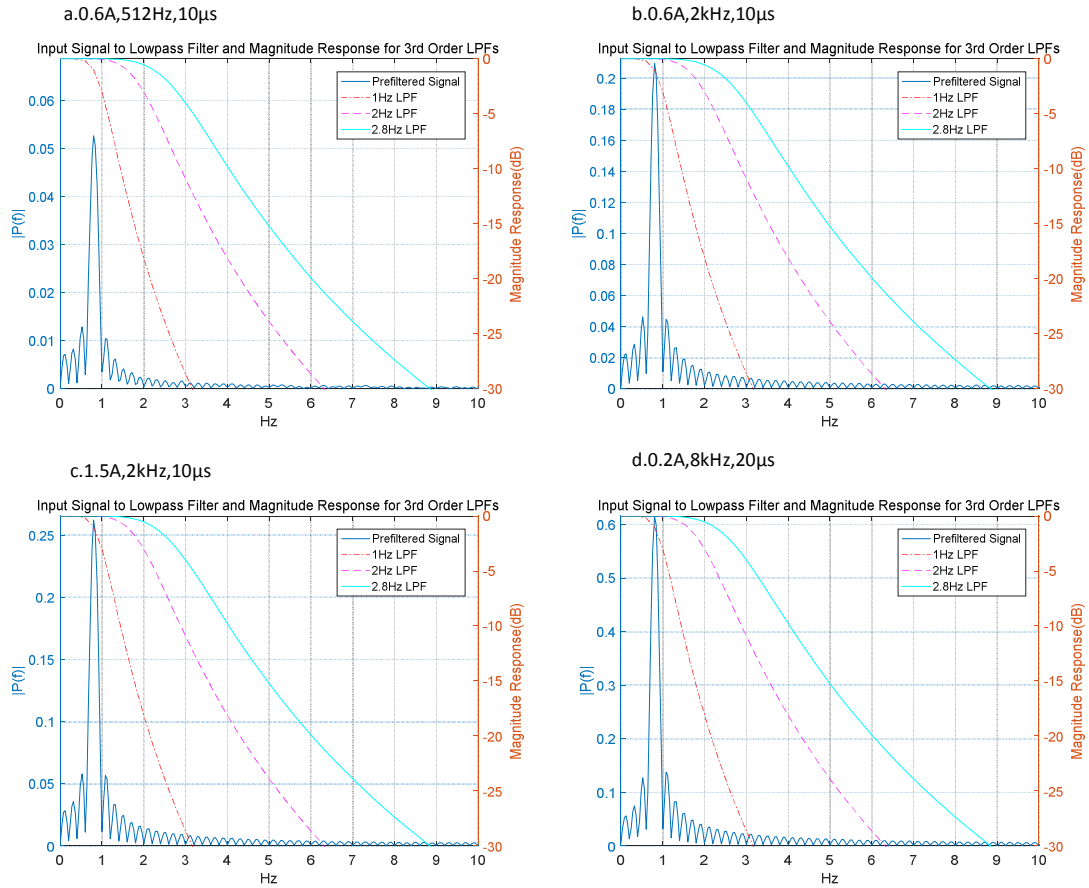 a.0.6A,512Hz,10µs
Input Signal to Lowpass Filter and Magnitude Response for 3rd Order LPFs
Prefiltered Signal
1Hz LPF
2Hz LPF
2.8Hz LPF
|P(f)|
0.06
0.05
0.04
0.03
0.02
0.01
0
Magnitude Response(dB)
0
-5
-10
-15
-20
-25
-30
0 1 2 3 4 5 6 7 8 9 10
Hz
b.0.6A,2kHz,10µs
Input Signal to Lowpass Filter and Magnitude Response for 3rd Order LPFs
Prefiltered Signal
1Hz LPF
2Hz LPF
2.8Hz LPF
|P(f)|
0.2
0.18
0.16
0.14
0.12
0.1
0.08
0.06
0.04
0.02
0
Magnitude Response(dB)
0
-5
-10
-15
-20
-25
-30
0 1 2 3 4 5 6 7 8 9 10
Hz
c.1.5A,2kHz,10µs
Input Signal to Lowpass Filter and Magnitude Response for 3rd Order LPFs
Prefiltered Signal
1Hz LPF
2Hz LPF
2.8Hz LPF
|P(f)|
0.25
0.2
0.15
0.1
0.05
0
Magnitude Response(dB)
0
-5
-10
-15
-20
-25
-30
0 1 2 3 4 5 6 7 8 9 10
Hz
d.0.2A,8kHz,20µs
Input Signal to Lowpass Filter and Magnitude Response for 3rd Order LPFs
Prefiltered Signal
1Hz LPF
2Hz LPF
2.8Hz LPF
|P(f)|
0.6
0.5
0.4
0.3
0.2
0.1
0
Magnitude Response(dB)
0
-5
-10
-15
-20
-25
-30
0 1 2 3 4 5 6 7 8 9 10
Hz